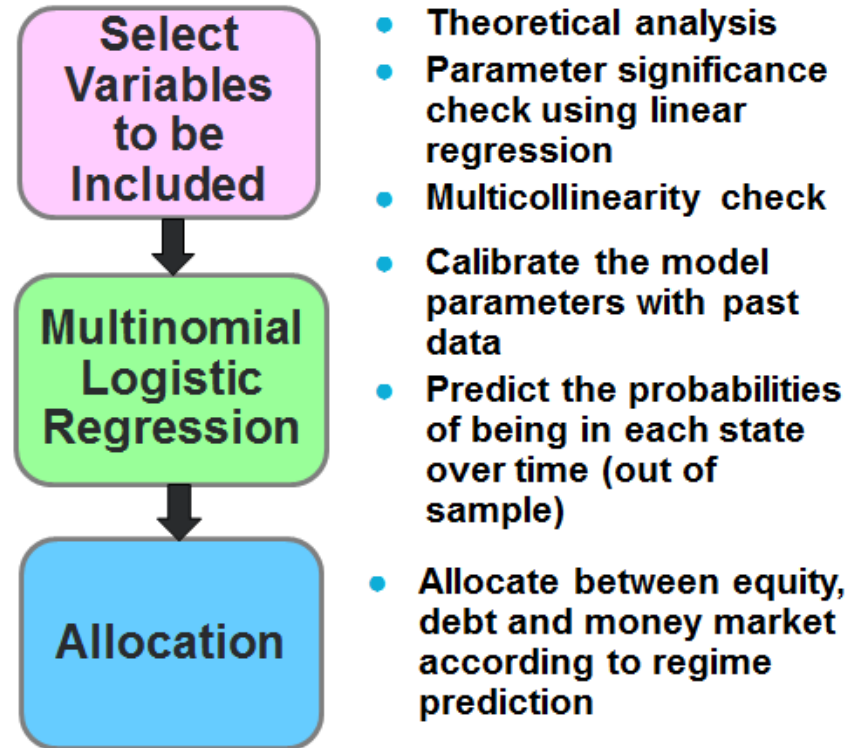 Select
Variables
to be
Included
• Theoretical analysis
• Parameter significance
check using linear
regression
• Multicollinearity check
Multinomial
Logistic
Regression
• Calibrate the model
parameters with past
data
• Predict the probabilities
of being in each state
over time (out of
sample)
Allocation
• Allocate between equity,
debt and money market
according to regime
prediction